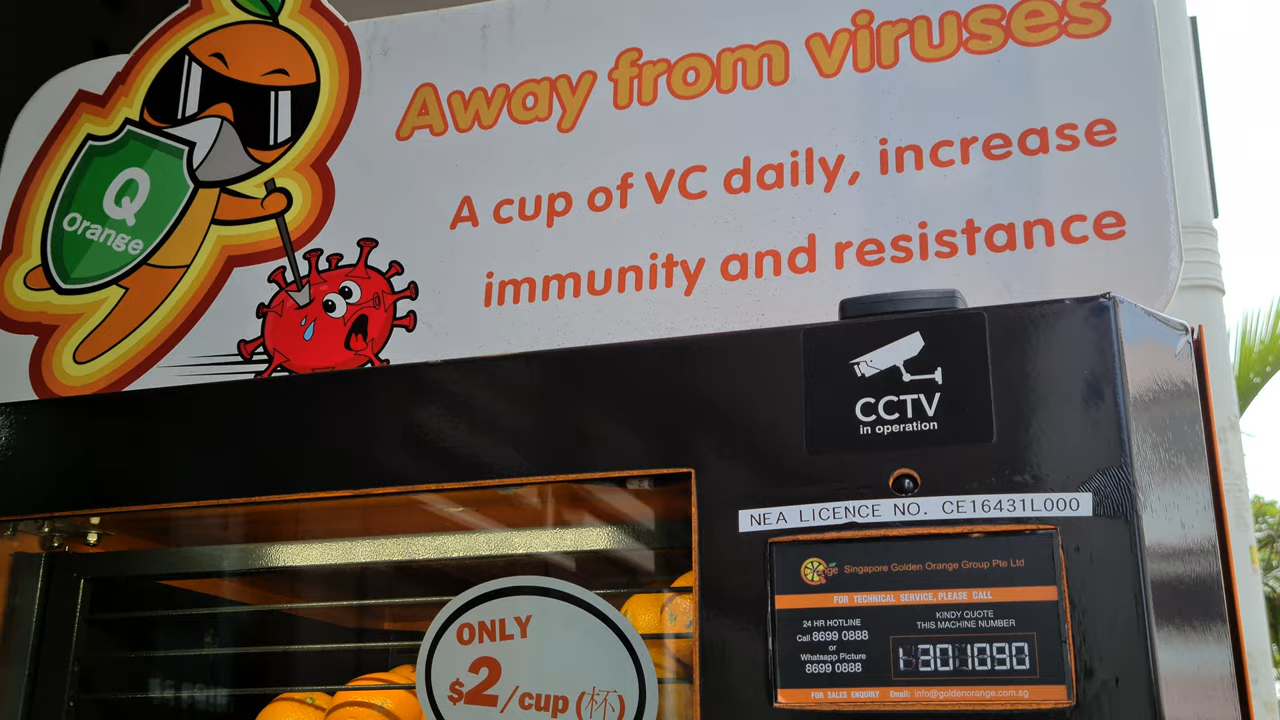 Away from viruses
A cup of VC daily, increase
immunity and resistance
Q
Orange
CCTV
in operation
NEA LICENCE NO. CE16431L000
Orange Singapore Golden Orange Group Pte Ltd
FOR TECHNICAL SERVICE, PLEASE CALL
24 HR HOTLINE
Call 8699 0888
or
Whatsapp Picture
8699 0888
KINDY QUOTE
THIS MACHINE NUMBER
FOR SALES ENQUIRY Email: info@goldenorange.com.sg
ONLY
$2/cup (杯)